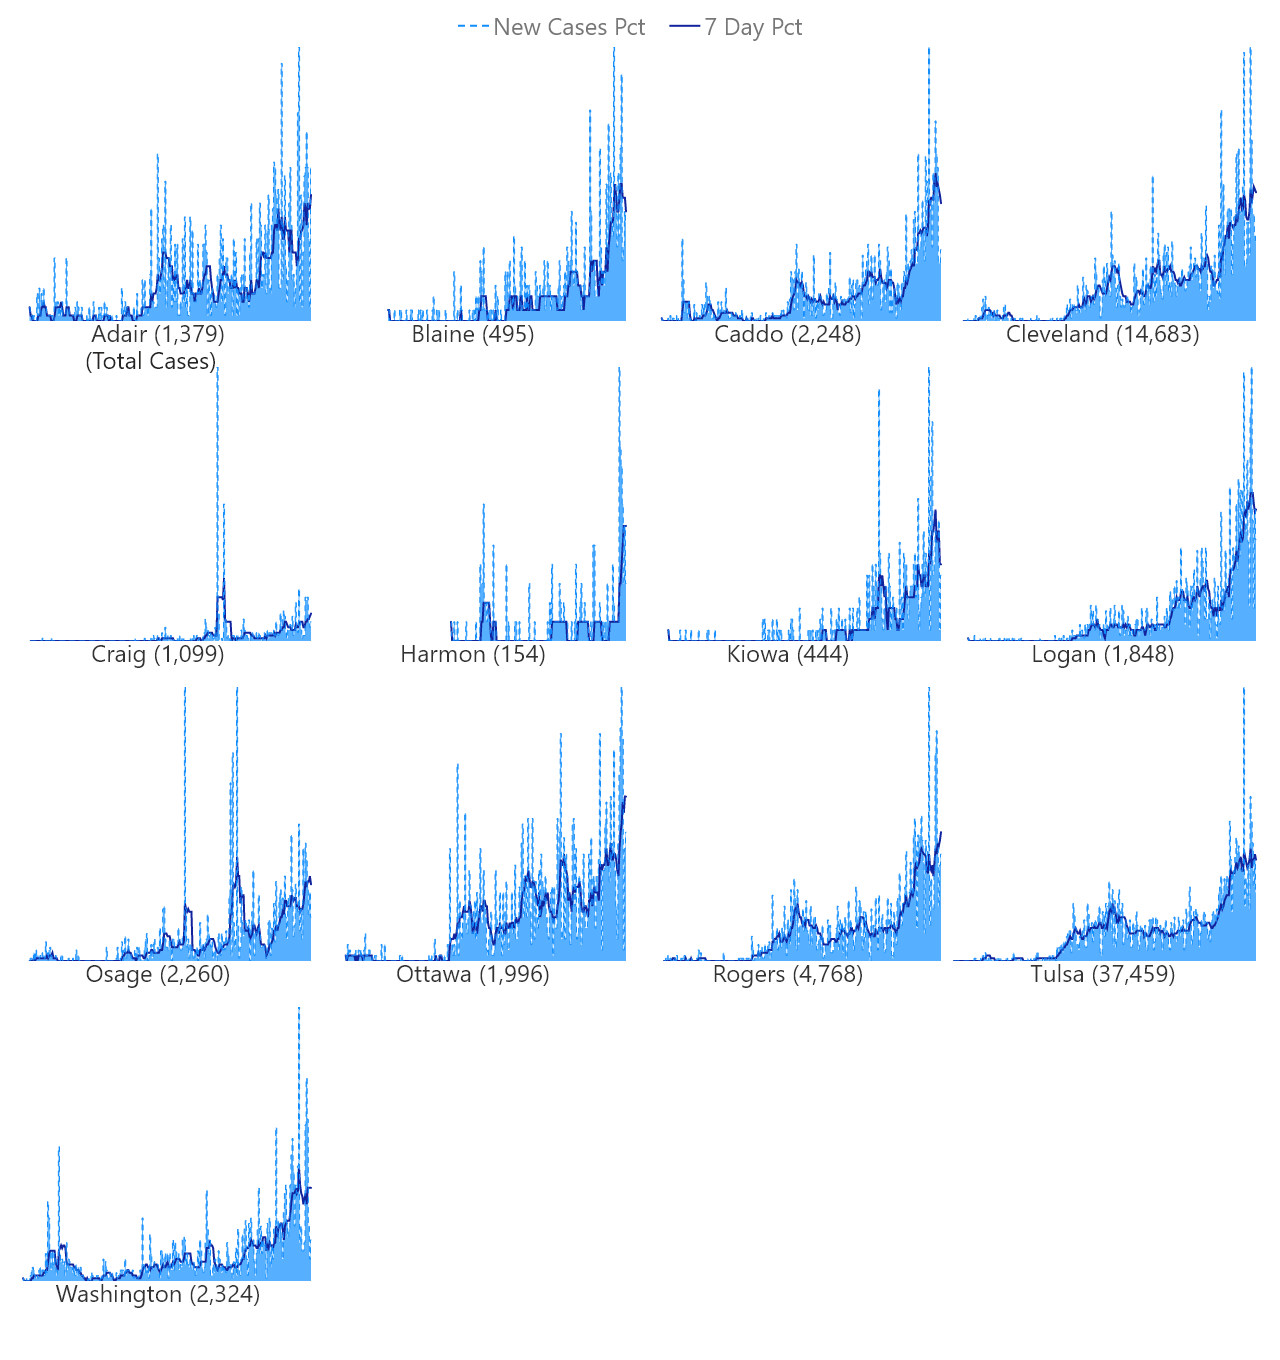 New Cases Pct 7 Day Pct
Adair (1,379) Blaine (495) Caddo (2,248) Cleveland (14,683)
(Total Cases)
Craig (1,099) Harmon (154) Kiowa (444) Logan (1,848)
Osage (2,260) Ottawa (1,996) Rogers (4,768) Tulsa (37,459)
Washington (2,324)